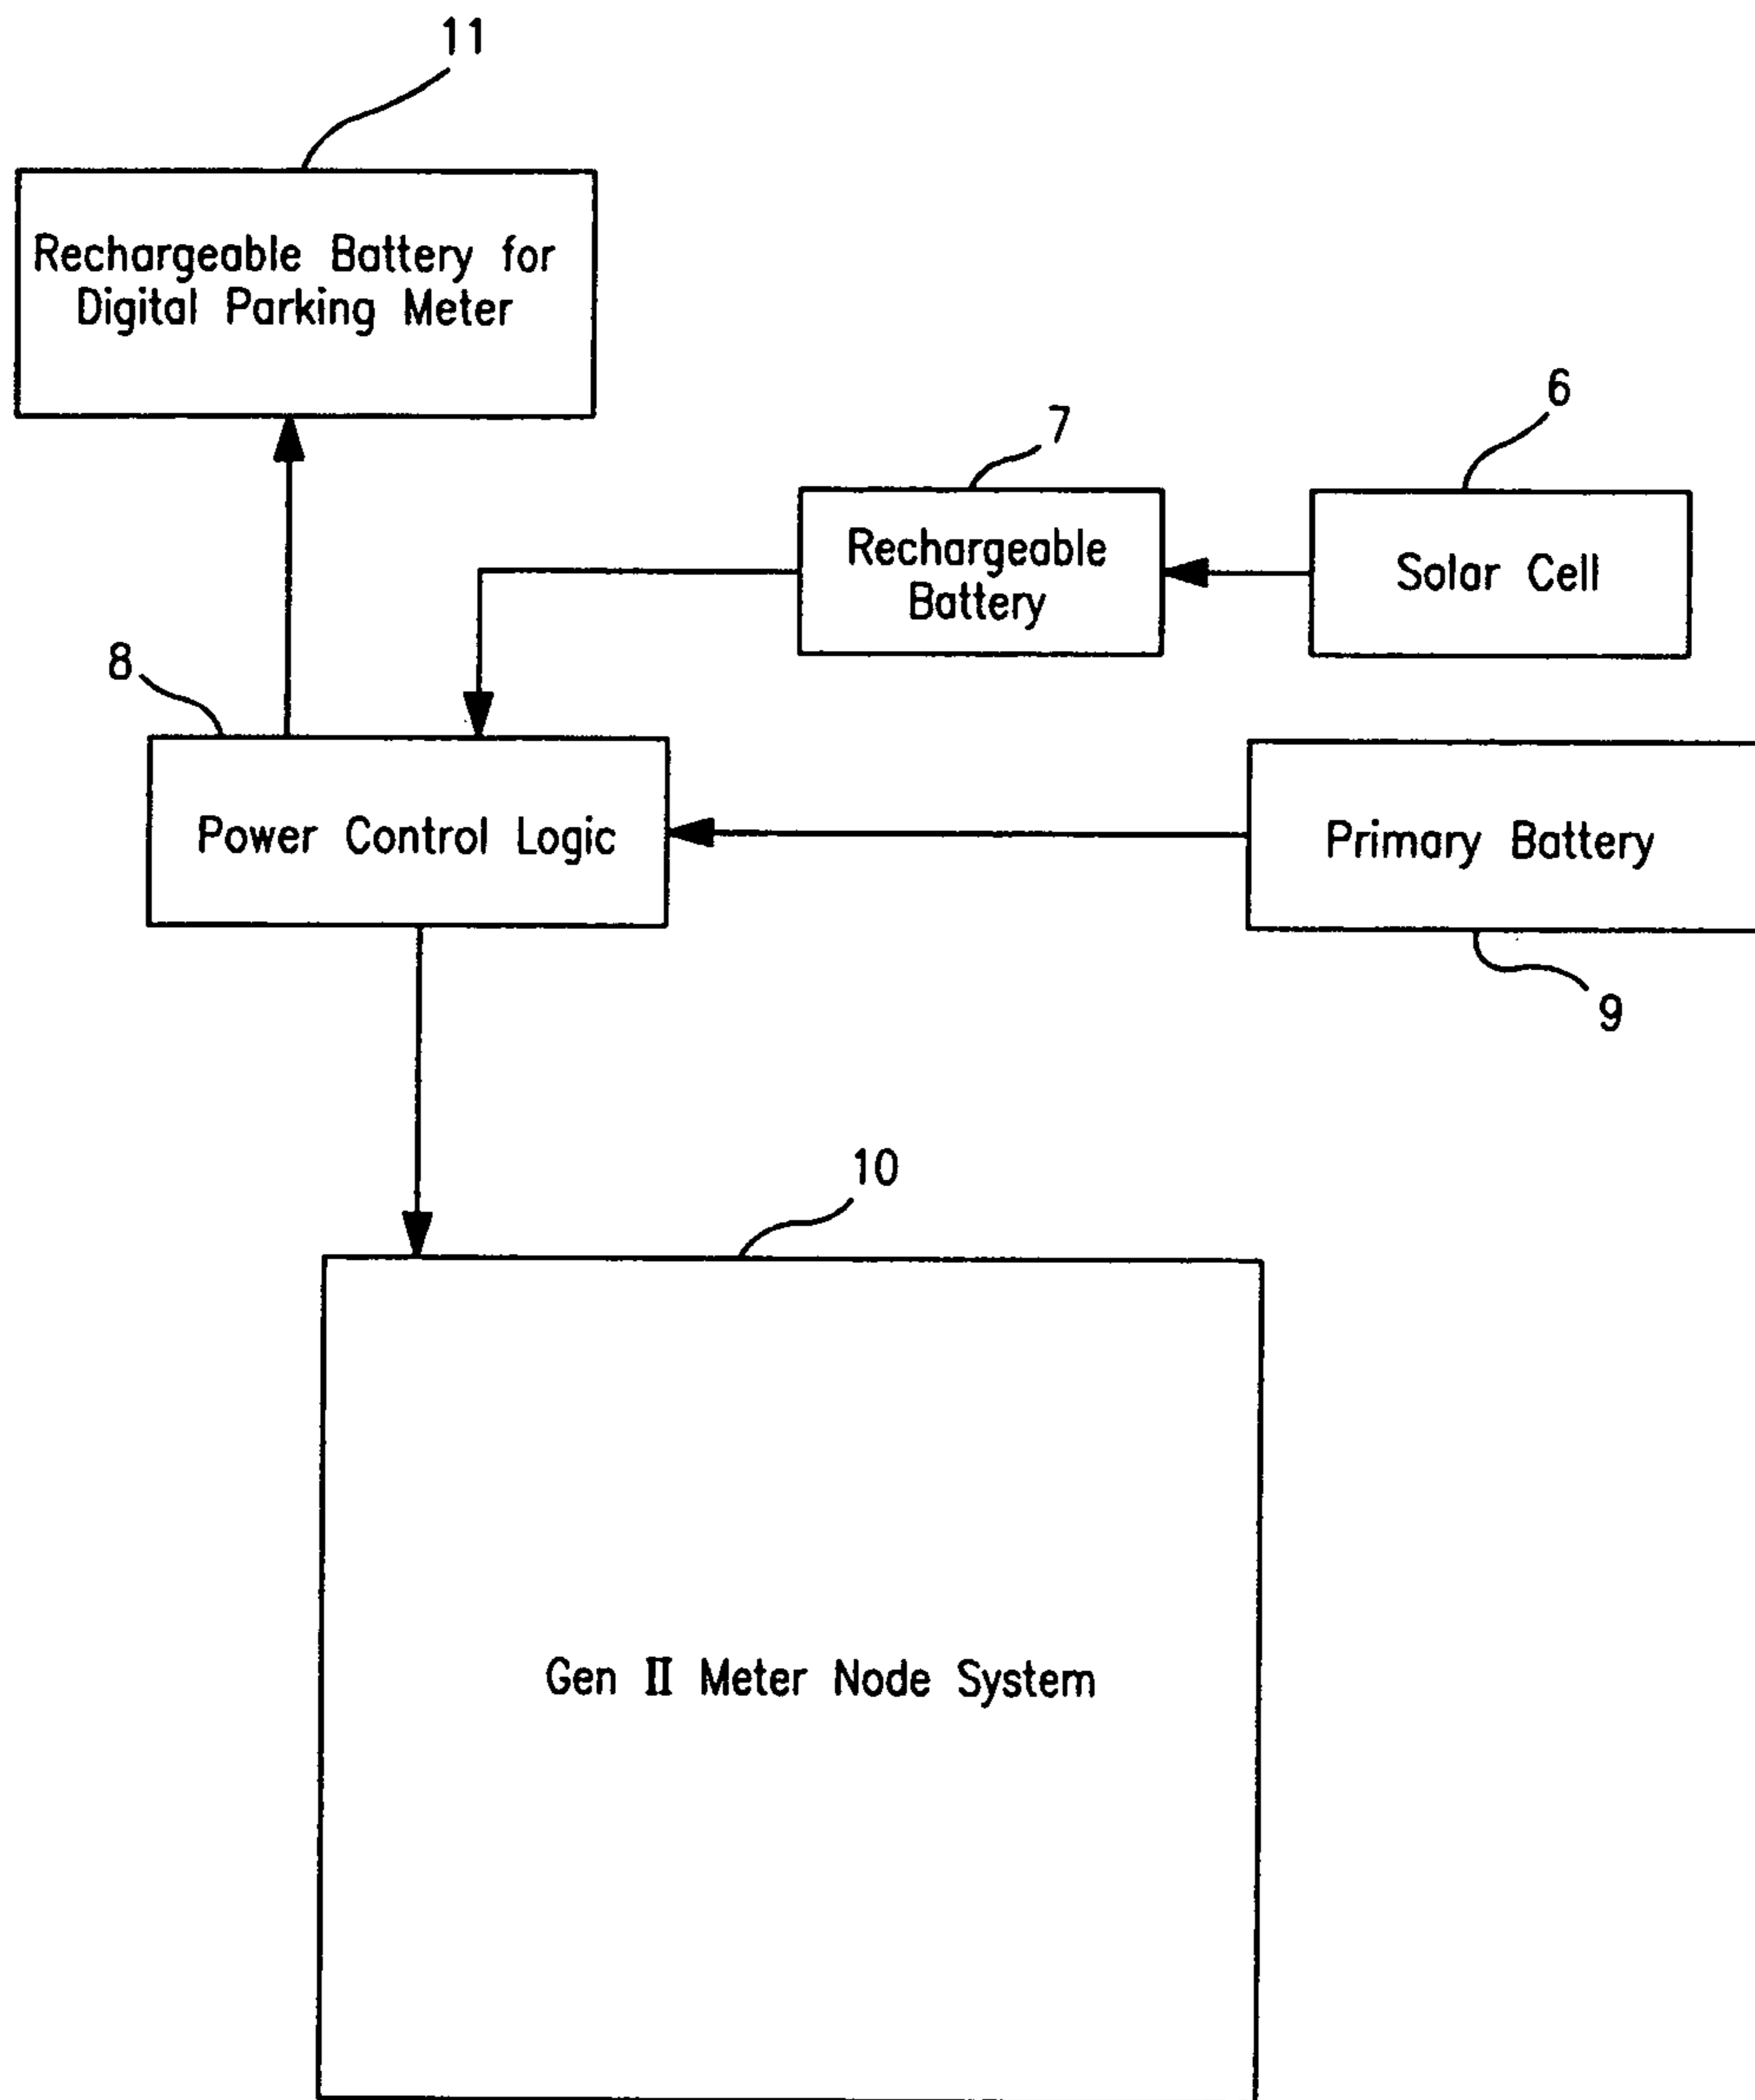 11
Rechargeable Battery for
Digital Parking Meter
6
7
Rechargeable
Battery
Solar Cell
8
Power Control Logic
Primary Battery
9
10
Gen II Meter Node System